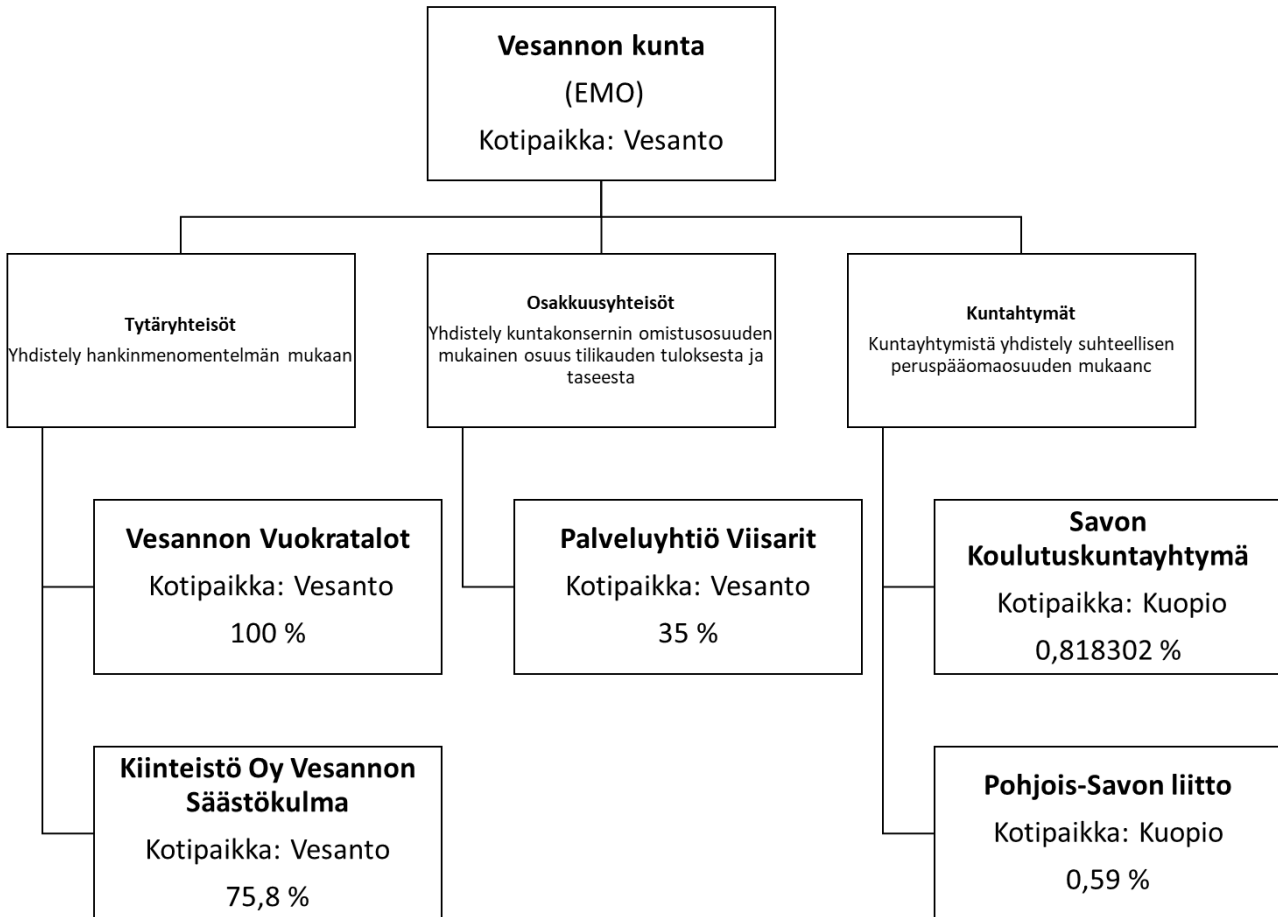 Vesannon kunta
(EMO)
Kotipaikka: Vesanto
Tytäryhteisöt
Yhdistely hankinmenomentelmän mukaan
Osakkuusyhteisöt
Yhdistely kuntakonsernin omistusosuuden
mukainen osuus tilikauden tuloksesta ja
taseesta
Kuntahtymät
Kuntayhtymistä yhdistely suhteellisen
peruspääomaosuuden mukaanc
Vesannon Vuokratalot
Kotipaikka: Vesanto
100 %
Kiinteistö Oy Vesannon
Säästökulma
Kotipaikka: Vesanto
75,8 %
Palveluyhtiö Viisarit
Kotipaikka: Vesanto
35 %
Savon
Koulutuskuntayhtymä
Kotipaikka: Kuopio
0,818302 %
Pohjois-Savon liitto
Kotipaikka: Kuopio
0,59 %